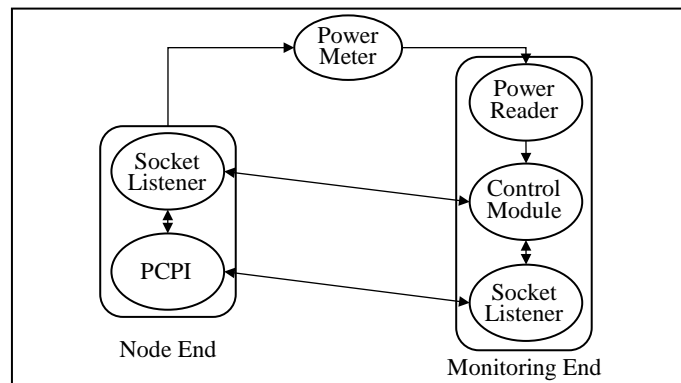 Power
Meter
Power
Reader
Socket
Listener
Control
Module
PCPI
Socket
Listener
Node End
Monitoring End